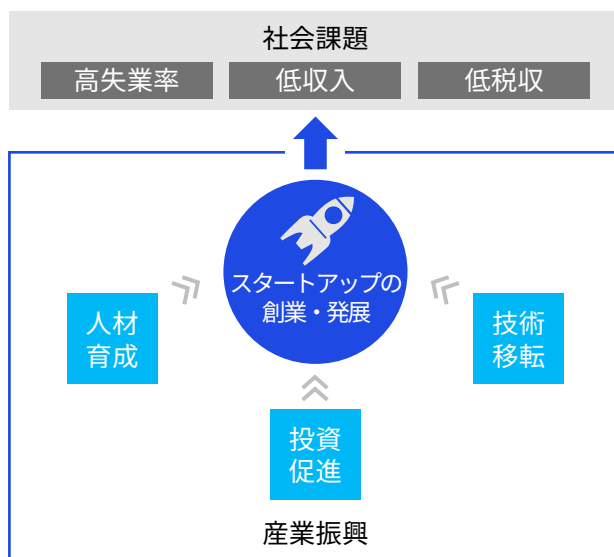 社会課題
高失業率
低収入
低税収
スタートアップの
創業・発展
人材
育成
技術
移転
投資
促進
産業振興